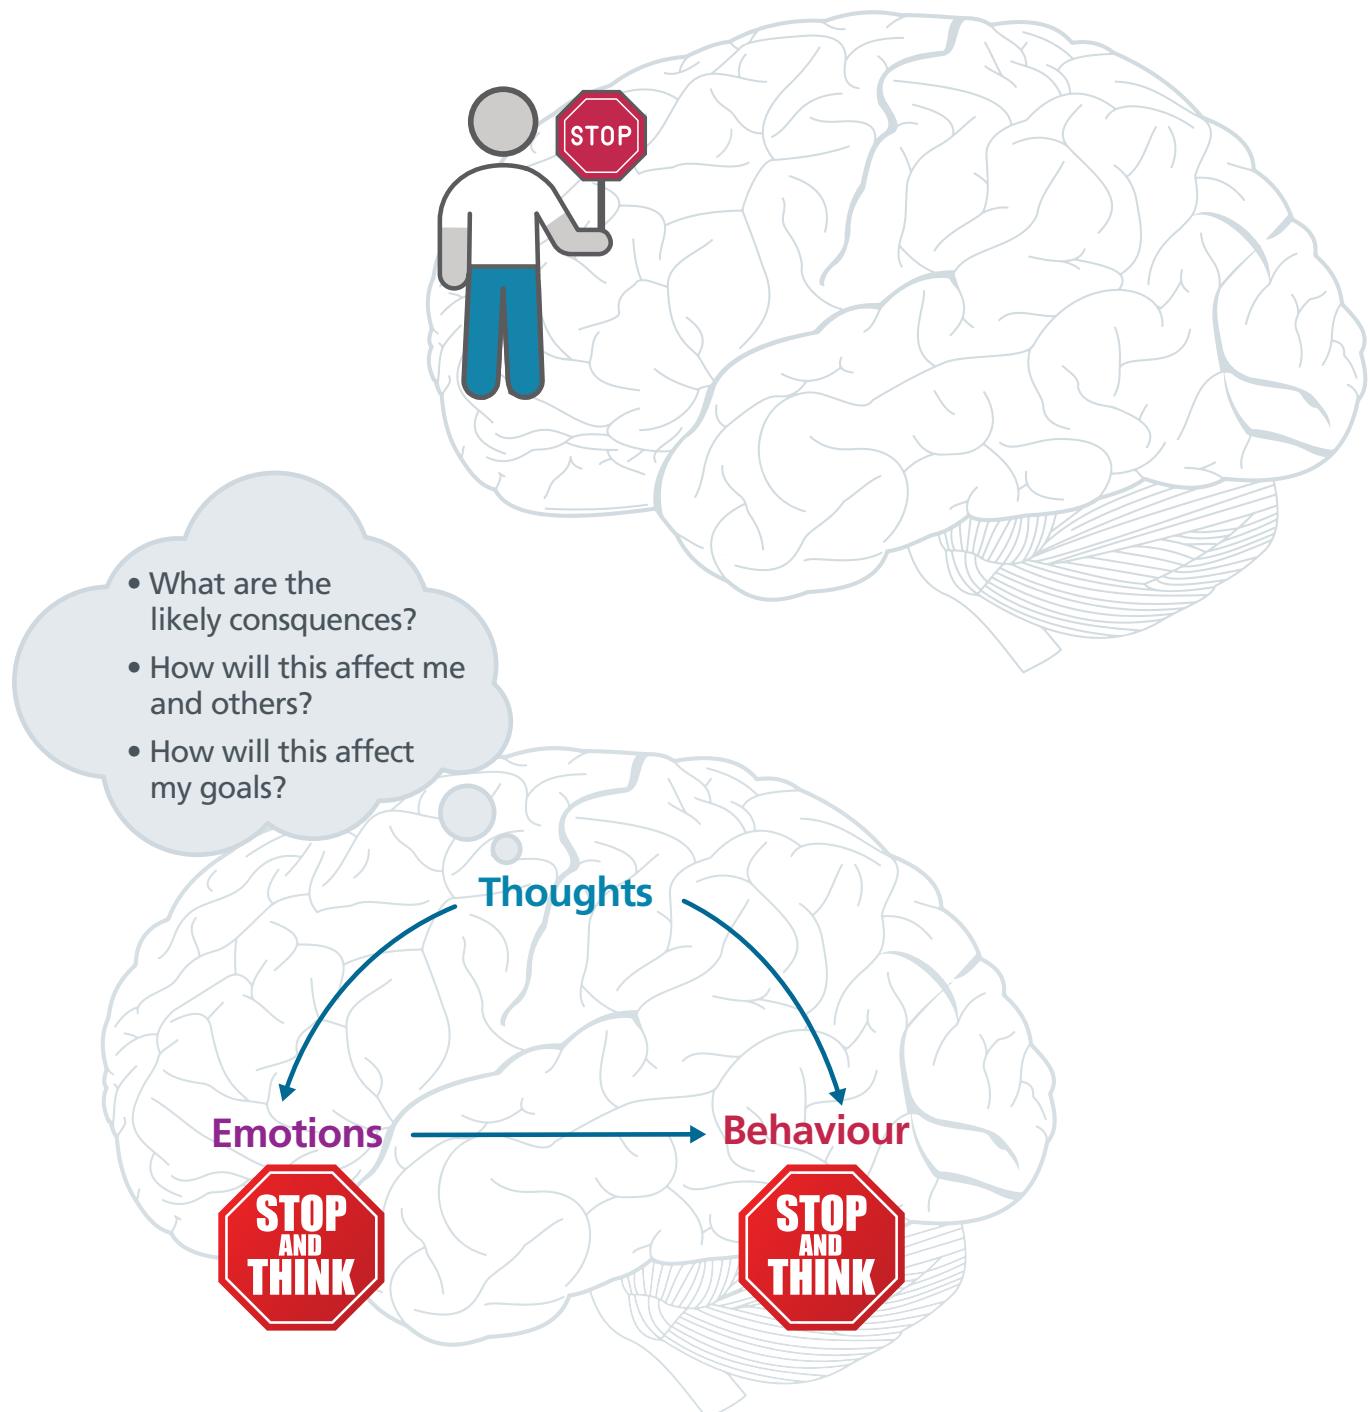 STOP
• What are the
likely consquences?
• How will this affect me
and others?
• How will this affect
my goals?
Thoughts
Emotions
Behaviour
STOP
AND
THINK
STOP
AND
THINK